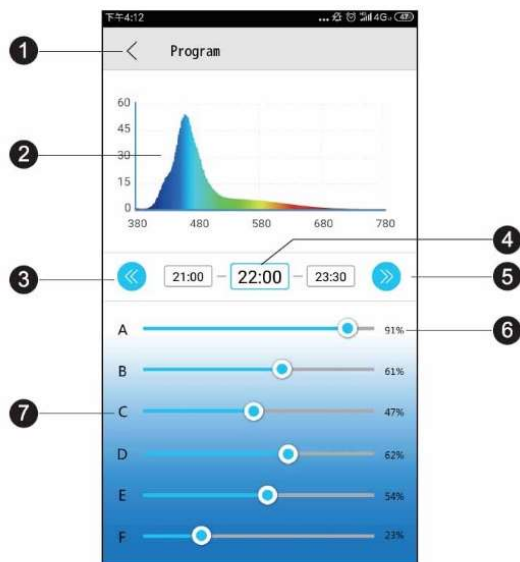 下午4:12 ... 4G 47
1 Program
60
45
2 30
15
0
380 480 580 680 780
4
3 21:00 – 22:00 – 23:30 5
A 91% 6
B 61%
7 C 47%
D 62%
E 54%
F 23%